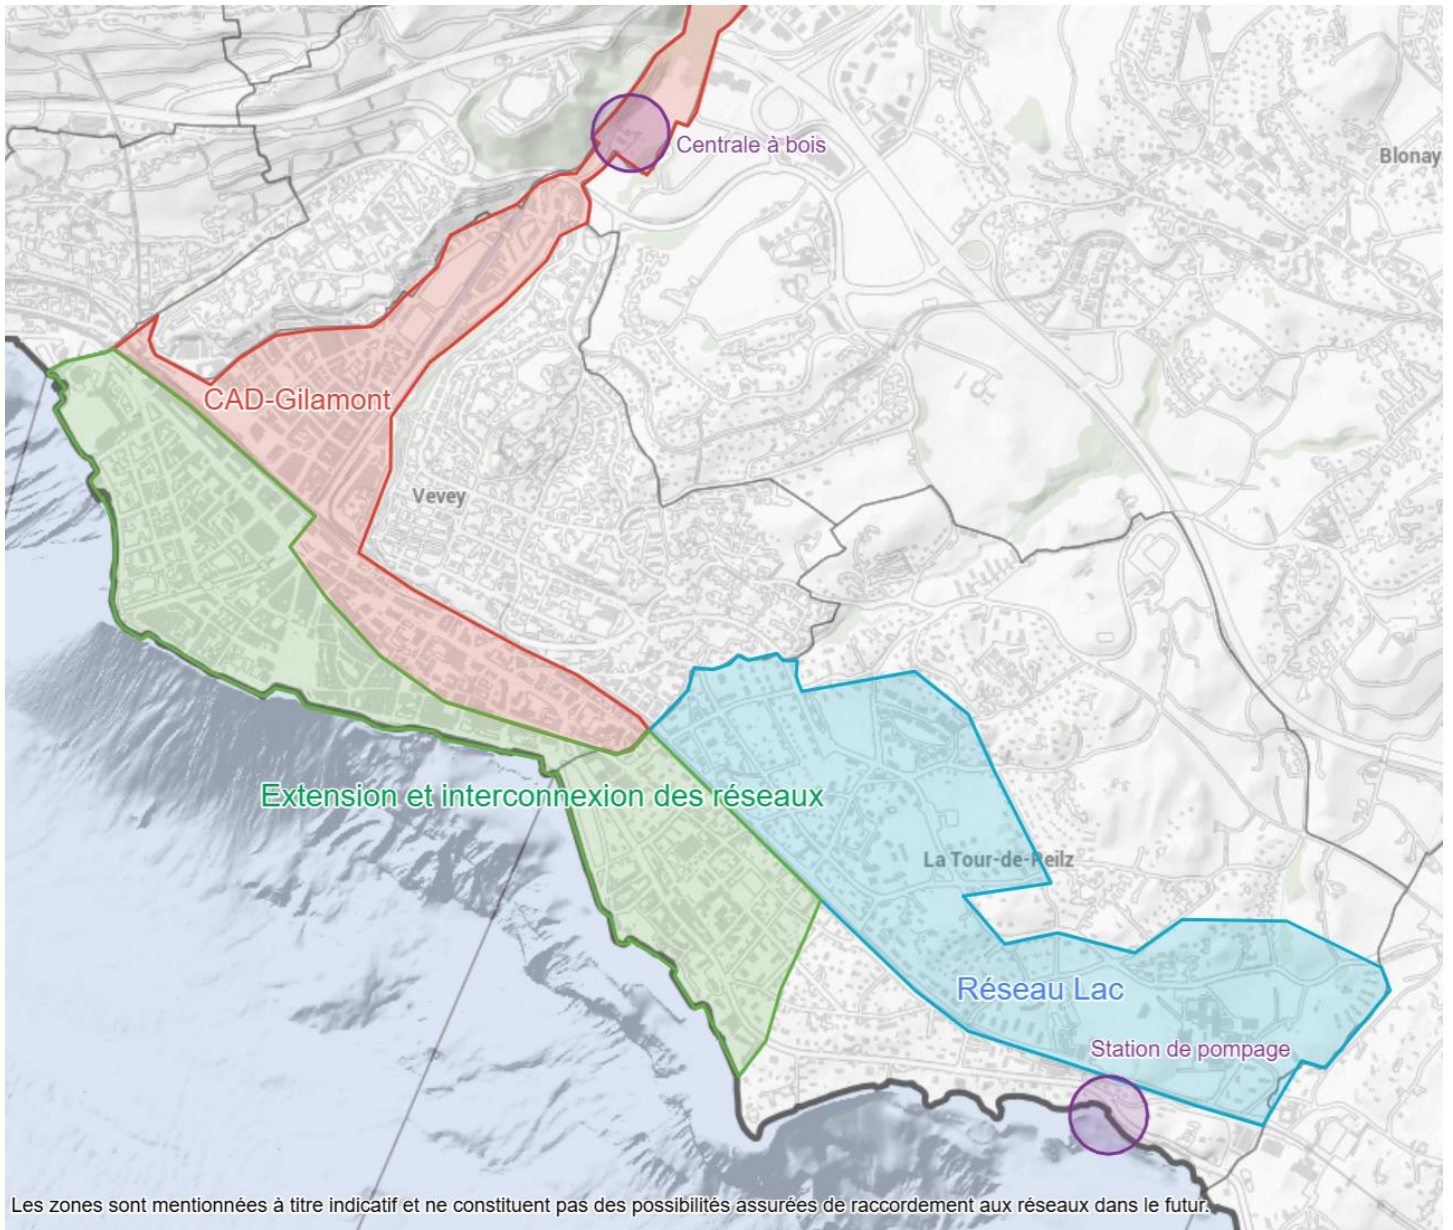 Centrale à bois
Blonay
CAD-Gilamont
Vevey
Extension et interconnexion des réseaux
La Tour-de-Peilz
Réseau Lac
Station de pompage
Les zones sont mentionnées à titre indicatif et ne constituent pas des possibilités assurées de raccordement aux réseaux dans le futur.